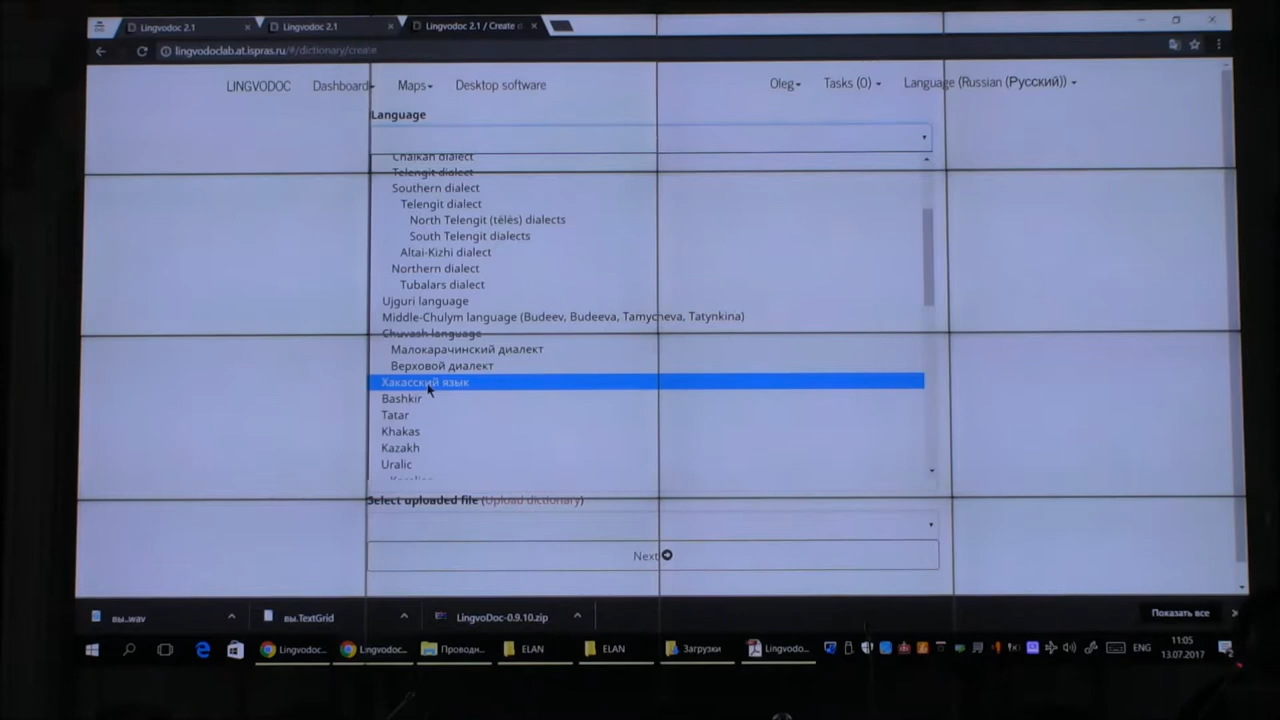 Lingvodoc 2.1
Lingvodoc 2.1
Lingvodoc 2.1 / Create d
lingvodoclab.at.ispras.ru/#/dictionary/create
LINGVODOC Dashboard Maps Desktop software Oleg Tasks (0) Language (Russian (Русский))
Language
Chalkan dialect
Telengit dialect
Southern dialect
Telengit dialect
North Telengit (tëlës) dialects
South Telengit dialects
Altai-Kizhi dialect
Northern dialect
Tubalars dialect
Ujguri language
Middle-Chulym language (Budeev, Budeeva, Tamycheva, Tatynkina)
Chuvash language
Малокарачинский диалект
Верховой диалект
Хакасский язык
Bashkir
Tatar
Khakas
Kazakh
Uralic
Select uploaded file (Upload dictionary)
Next
вы.wav
вы.TextGrid
LingvoDoc-0.9.10.zip
Показать все
Lingvodoc...
Lingvodoc...
Проводн...
ELAN
ELAN
Загрузки
Lingvodo...
ENG
11:05
13.07.2017
2